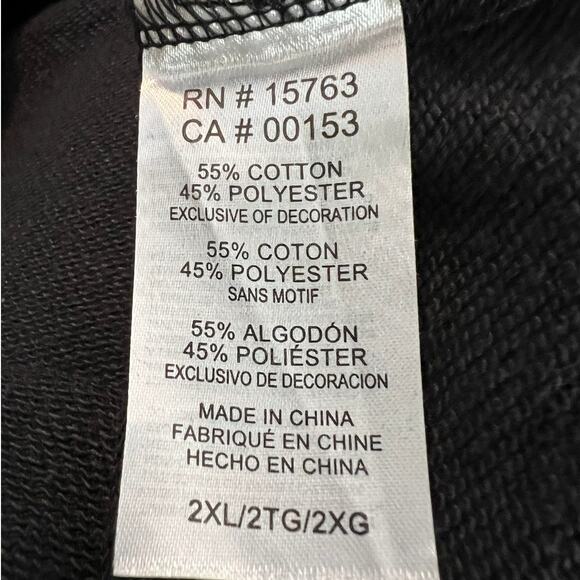 RN # 15763
CA # 00153
55% COTTON
45% POLYESTER
EXCLUSIVE OF DECORATION
55% COTON
45% POLYESTER
SANS MOTIF
55% ALGODÓN
45% POLIÉSTER
EXCLUSIVO DE DECORACION
MADE IN CHINA
FABRIQUÉ EN CHINE
HECHO EN CHINA
2XL/2TG/2XG